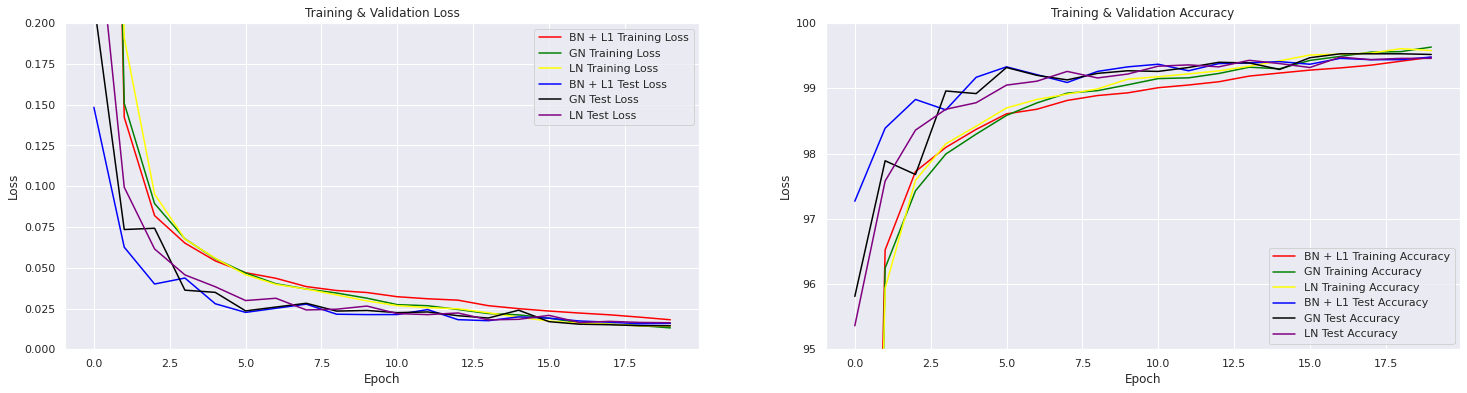 Training & Validation Loss
0.200
0.175
0.150
0.125
0.100
0.075
0.050
0.025
0.000
Loss
0.0
2.5
5.0
7.5
10.0
12.5
15.0
17.5
Epoch
BN + L1 Training Loss
GN Training Loss
LN Training Loss
BN + L1 Test Loss
GN Test Loss
LN Test Loss
Training & Validation Accuracy
100
99
98
97
96
95
Loss
0.0
2.5
5.0
7.5
10.0
12.5
15.0
17.5
Epoch
BN + L1 Training Accuracy
GN Training Accuracy
LN Training Accuracy
BN + L1 Test Accuracy
GN Test Accuracy
LN Test Accuracy